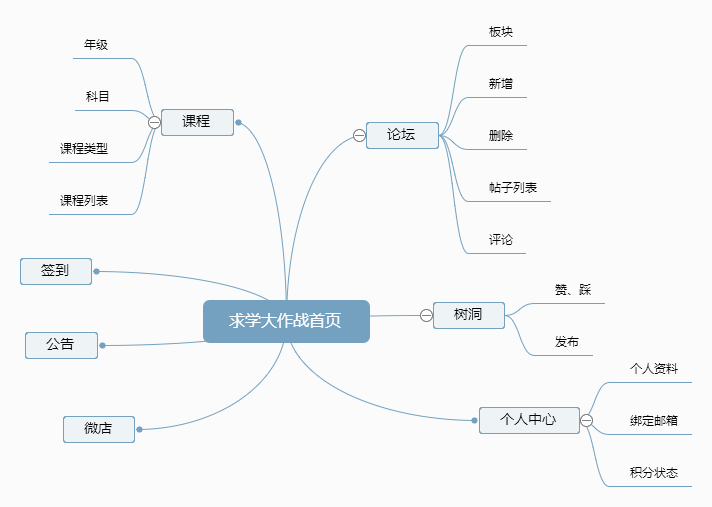 求学大作战首页
课程
年级
科目
课程类型
课程列表
签到
公告
微店
论坛
板块
新增
删除
帖子列表
评论
树洞
赞、踩
发布
个人中心
个人资料
绑定邮箱
积分状态